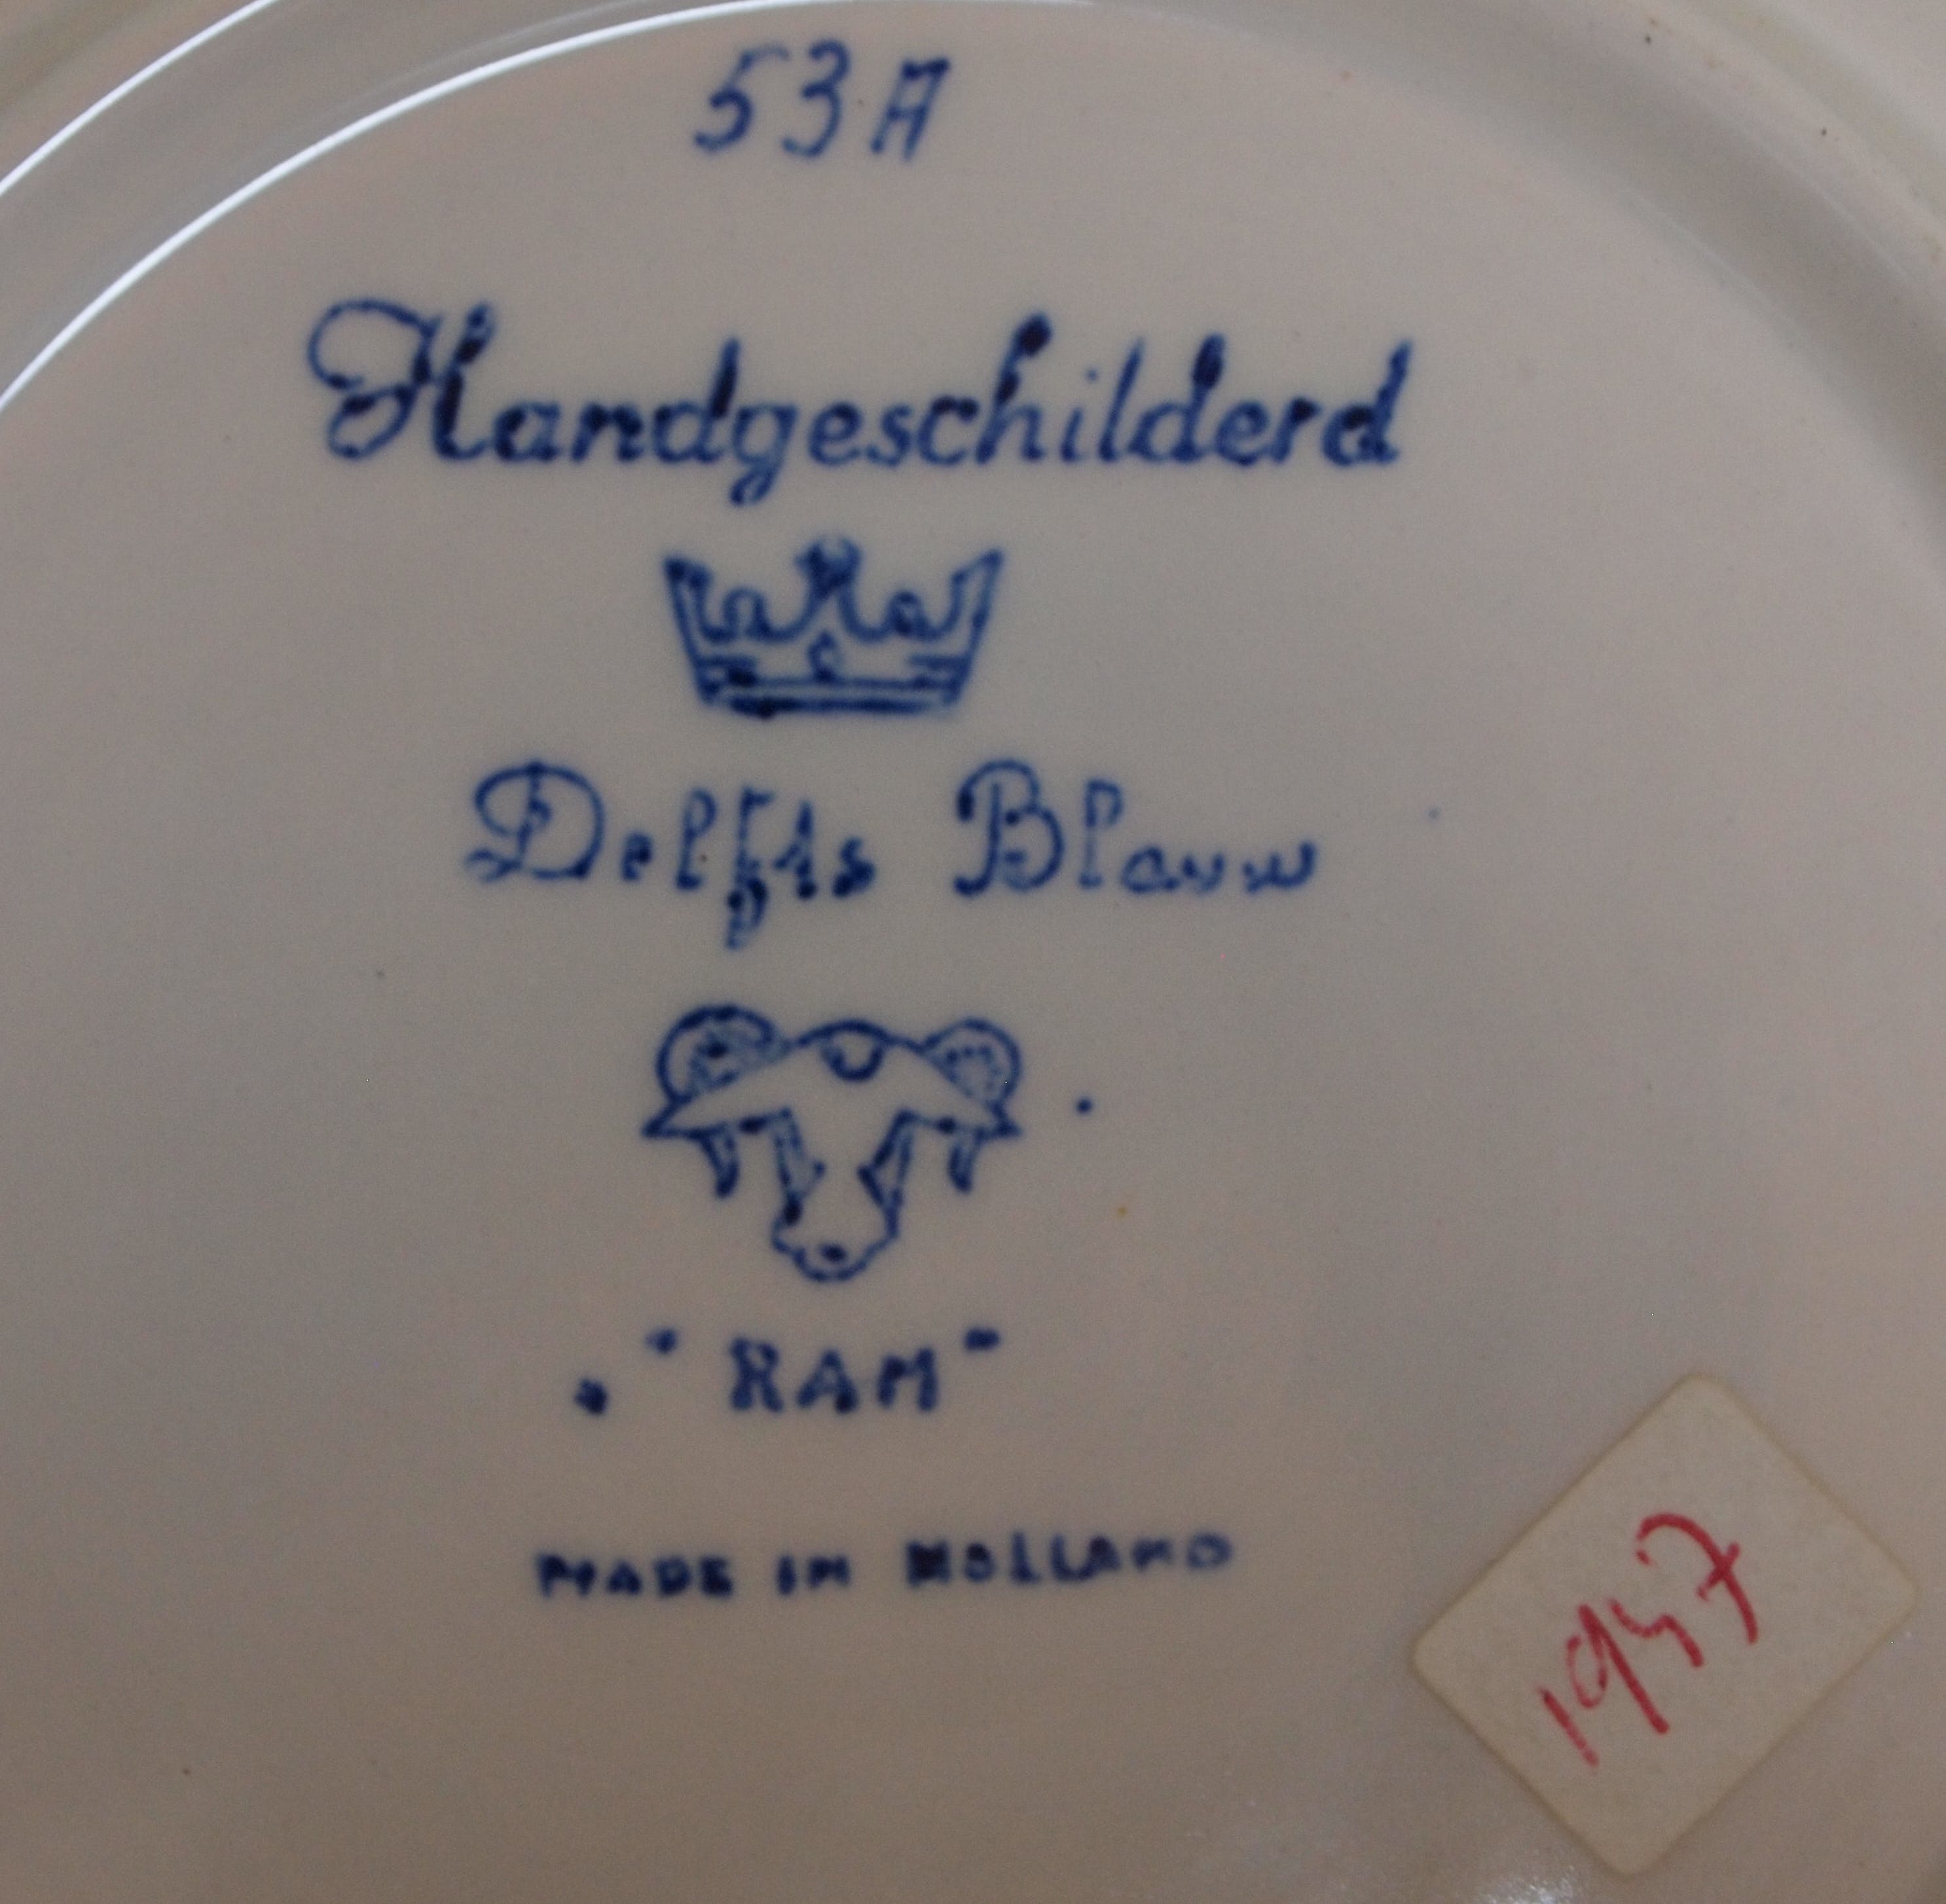 53A
Handgeschilderd
Delfts Blauw
"RAM"
MADE IN HOLLAND
1947